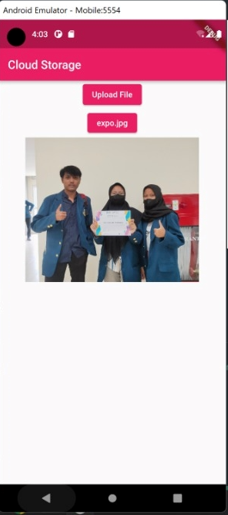 Android Emulator - Mobile:5554
4:03
Cloud Storage
Upload File
expo.jpg